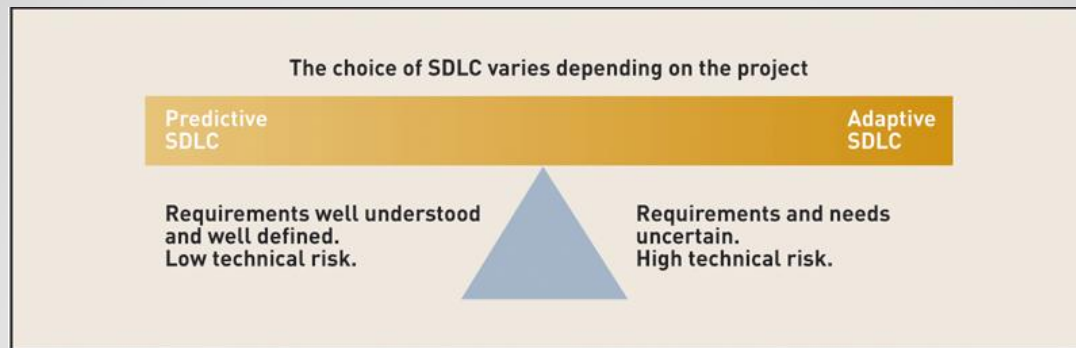 The choice of SDLC varies depending on the project
Predictive
SDLC
Adaptive
SDLC
Requirements well understood
and well defined.
Low technical risk.
Requirements and needs
uncertain.
High technical risk.